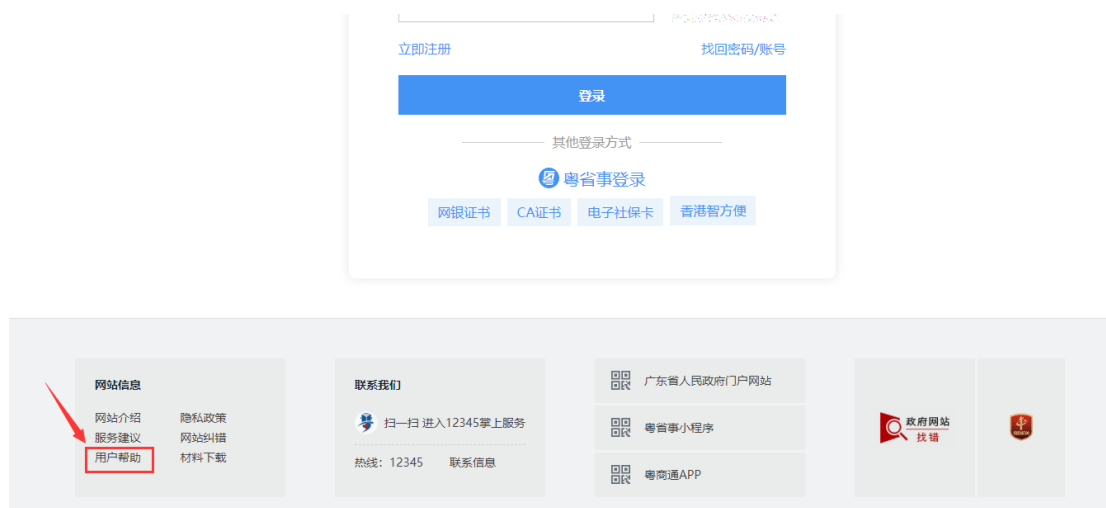 立即注册 找回密码/账号
登录
其他登录方式
粤省事登录
网银证书 CA证书 电子社保卡 香港智方便
网站信息
网站介绍 隐私政策
服务建议 网站纠错
用户帮助 材料下载
联系我们
扫一扫 进入12345掌上服务
热线：12345 联系信息
广东省人民政府门户网站
粤省事小程序
粤商通APP
政府网站
找错